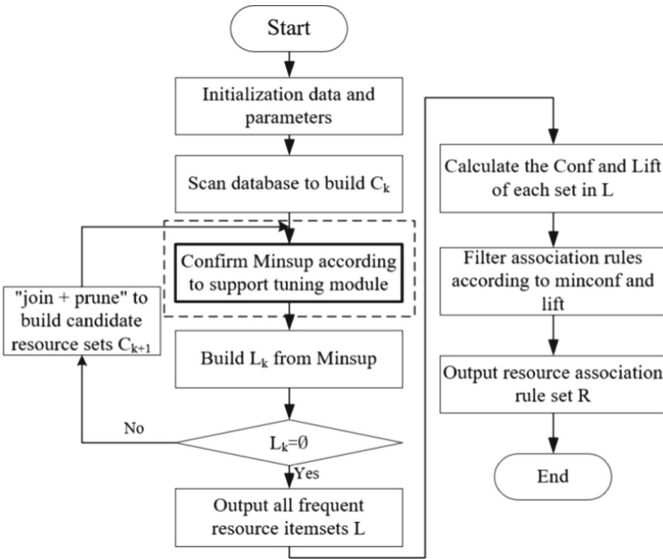 Start
Initialization data and
parameters
Scan database to build Cₖ
Confirm Minsup according
to support tuning module
"join + prune" to
build candidate
resource sets Cₖ₊₁
Build Lₖ from Minsup
No
Lₖ=∅
Yes
Output all frequent
resource itemsets L
Calculate the Conf and Lift
of each set in L
Filter association rules
according to minconf and
lift
Output resource association
rule set R
End